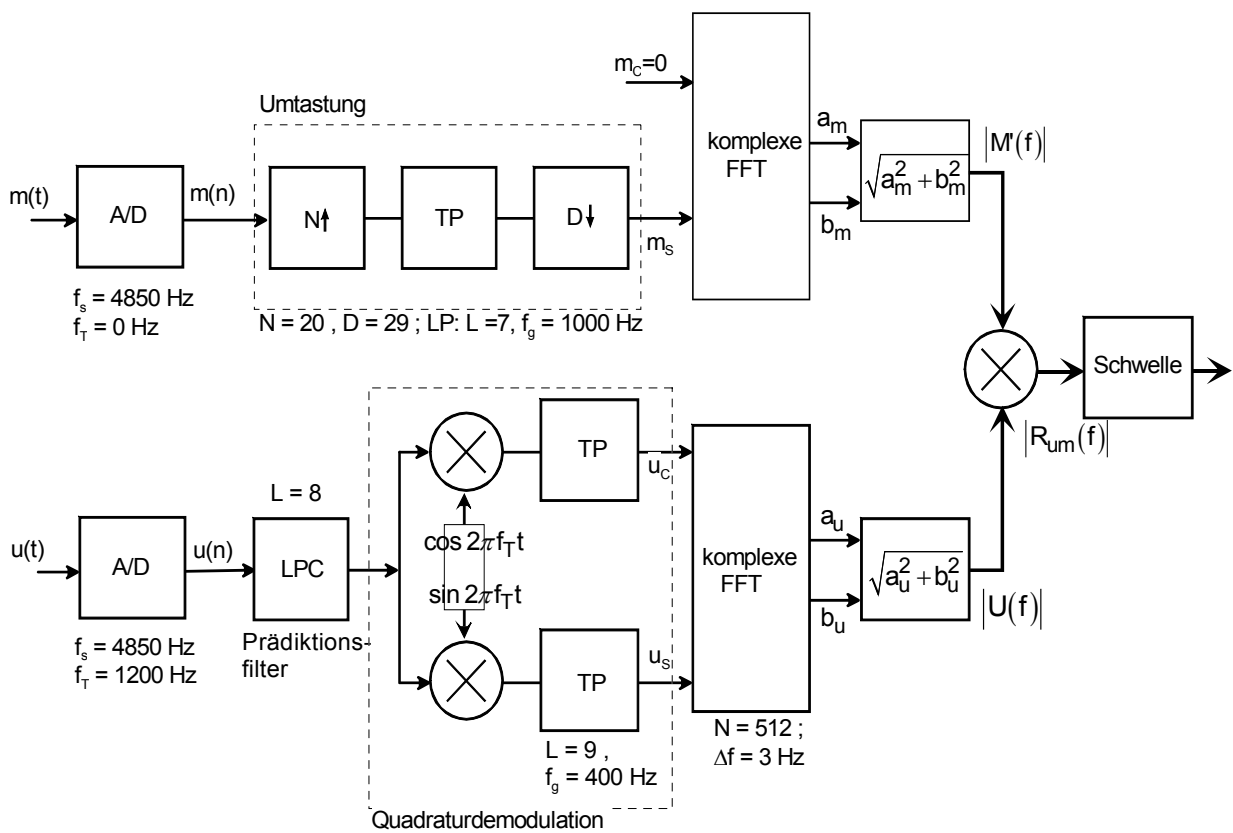 m_C=0
Umtastung
m(t)
A/D
m(n)
N↑
TP
D↓
m_S
komplexe
FFT
a_m
b_m
√(a_m² + b_m²)
|M'(f)|
f_s = 4850 Hz
f_T = 0 Hz
N = 20 , D = 29 ; LP: L =7, f_g = 1000 Hz
Schwelle
|R_um(f)|
L = 8
u(t)
A/D
u(n)
LPC
Prädiktions-
filter
f_s = 4850 Hz
f_T = 1200 Hz
cos 2πf_Tt
sin 2πf_Tt
TP
u_C
TP
u_S
L = 9 ,
f_g = 400 Hz
Quadraturdemodulation
komplexe
FFT
N = 512 ;
Δf = 3 Hz
a_u
b_u
√(a_u² + b_u²)
|U(f)|